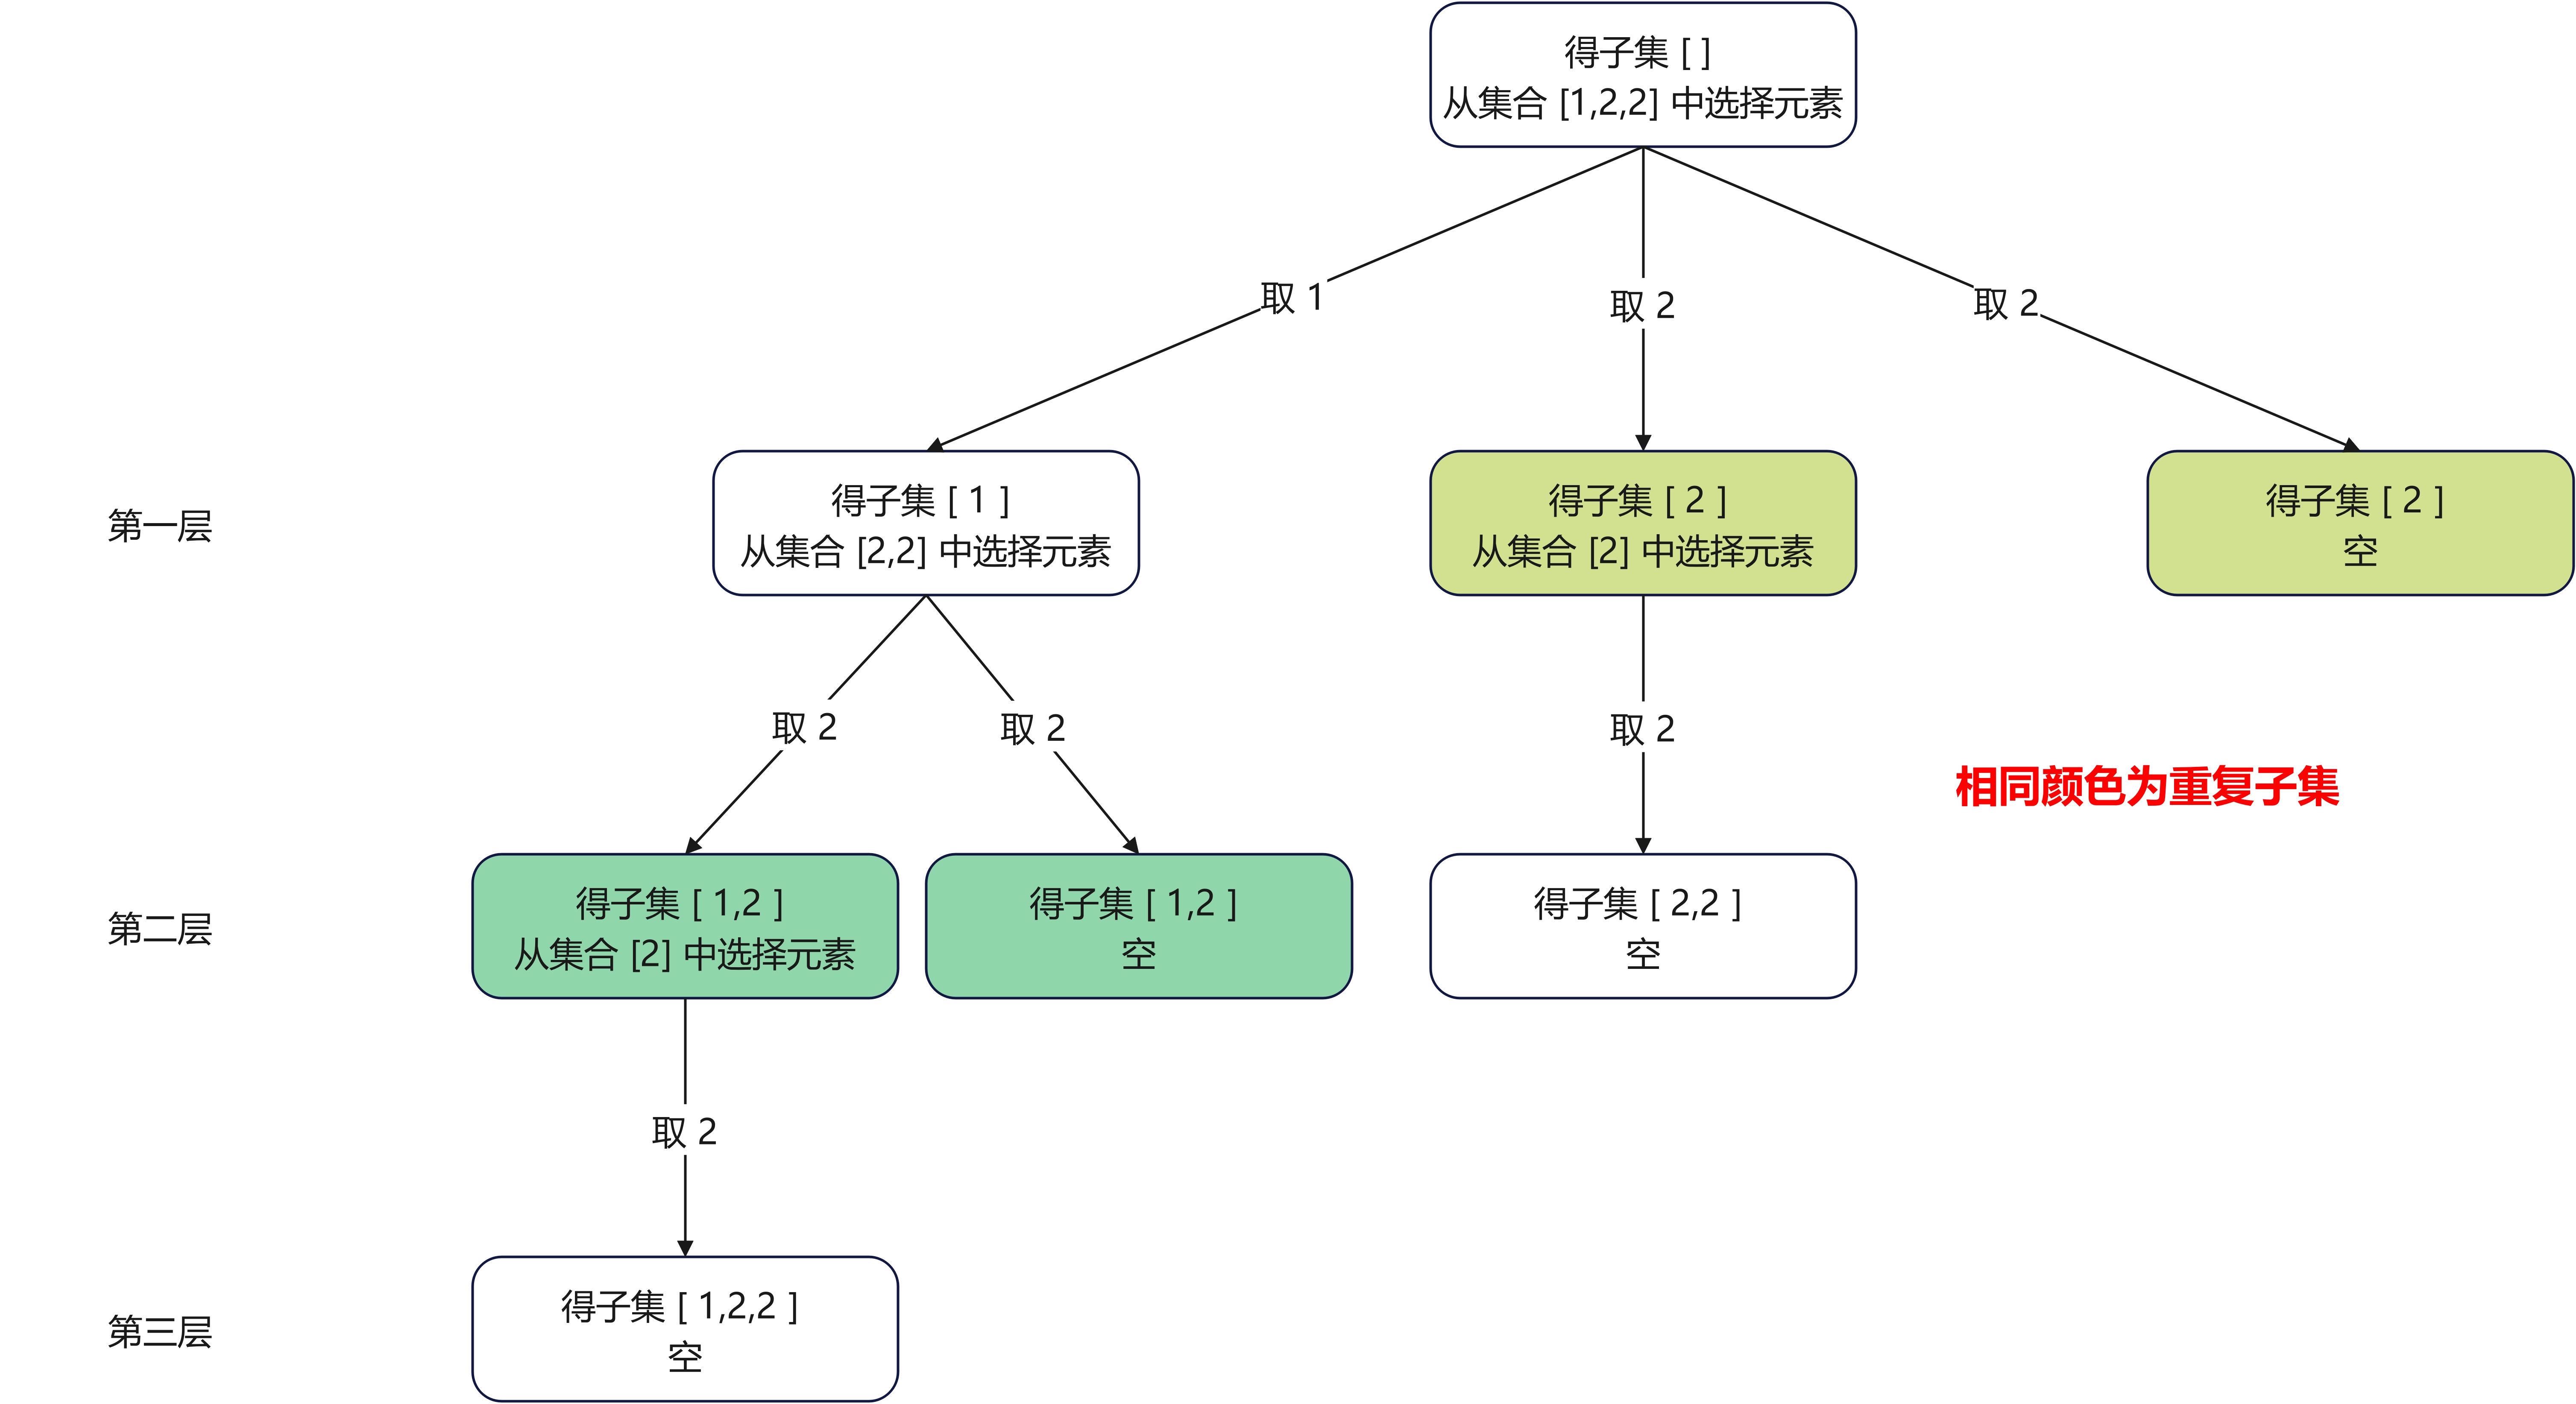 得子集 [ ]
从集合 [1,2,2] 中选择元素
取 1
取 2
取 2
第一层
得子集 [ 1 ]
从集合 [2,2] 中选择元素
得子集 [ 2 ]
从集合 [2] 中选择元素
得子集 [ 2 ]
空
取 2
取 2
取 2
相同颜色为重复子集
第二层
得子集 [ 1,2 ]
从集合 [2] 中选择元素
得子集 [ 1,2 ]
空
得子集 [ 2,2 ]
空
取 2
第三层
得子集 [ 1,2,2 ]
空